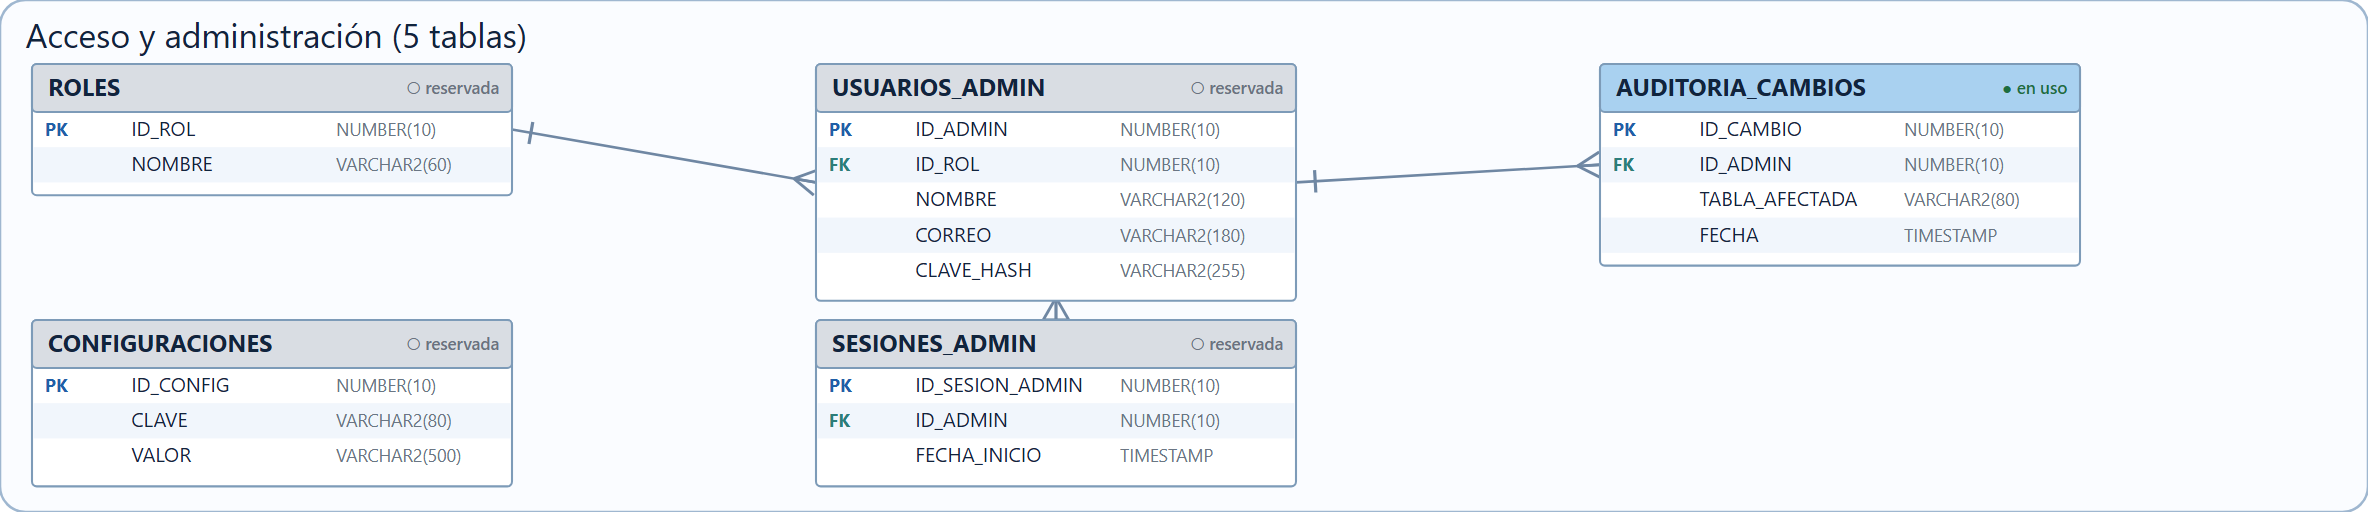 Acceso y administración (5 tablas)
ROLES ○ reservada
PK ID_ROL NUMBER(10)
NOMBRE VARCHAR2(60)
USUARIOS_ADMIN ○ reservada
PK ID_ADMIN NUMBER(10)
FK ID_ROL NUMBER(10)
NOMBRE VARCHAR2(120)
CORREO VARCHAR2(180)
CLAVE_HASH VARCHAR2(255)
AUDITORIA_CAMBIOS ● en uso
PK ID_CAMBIO NUMBER(10)
FK ID_ADMIN NUMBER(10)
TABLA_AFECTADA VARCHAR2(80)
FECHA TIMESTAMP
CONFIGURACIONES ○ reservada
PK ID_CONFIG NUMBER(10)
CLAVE VARCHAR2(80)
VALOR VARCHAR2(500)
SESIONES_ADMIN ○ reservada
PK ID_SESION_ADMIN NUMBER(10)
FK ID_ADMIN NUMBER(10)
FECHA_INICIO TIMESTAMP